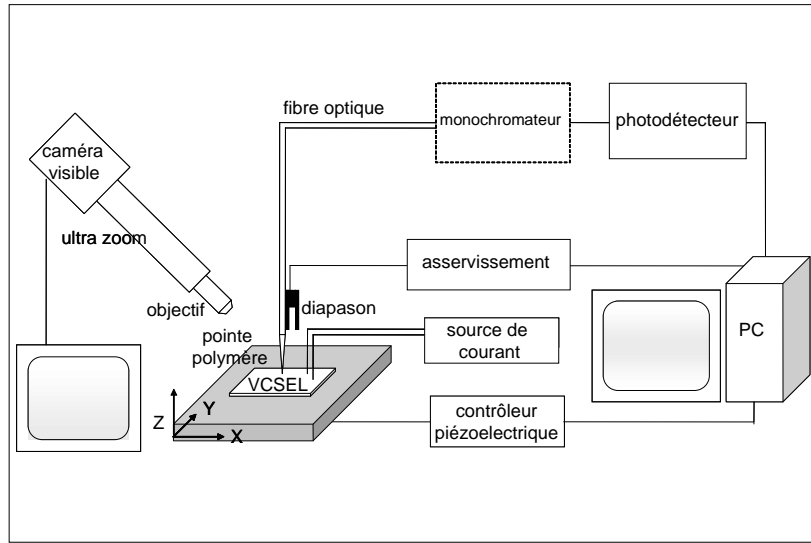 fibre optique
monochromateur
photodétecteur
caméra
visible
ultra zoom
asservissement
objectif
diapason
pointe
polymère
source de
courant
PC
VCSEL
Z
Y
X
contrôleur
piézoelectrique